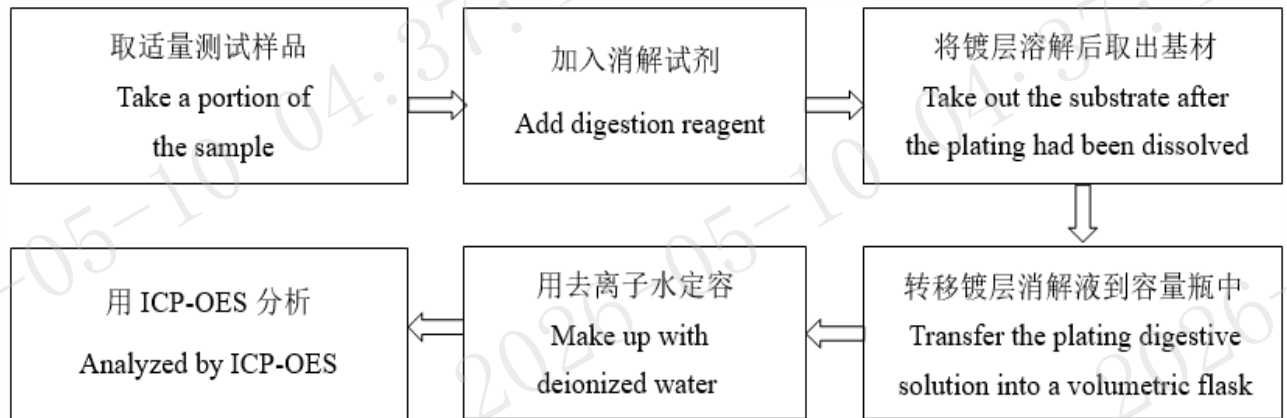 取适量测试样品
Take a portion of
the sample
加入消解试剂
Add digestion reagent
将镀层溶解后取出基材
Take out the substrate after
the plating had been dissolved
转移镀层消解液到容量瓶中
Transfer the plating digestive
solution into a volumetric flask
用去离子水定容
Make up with
deionized water
用 ICP-OES 分析
Analyzed by ICP-OES